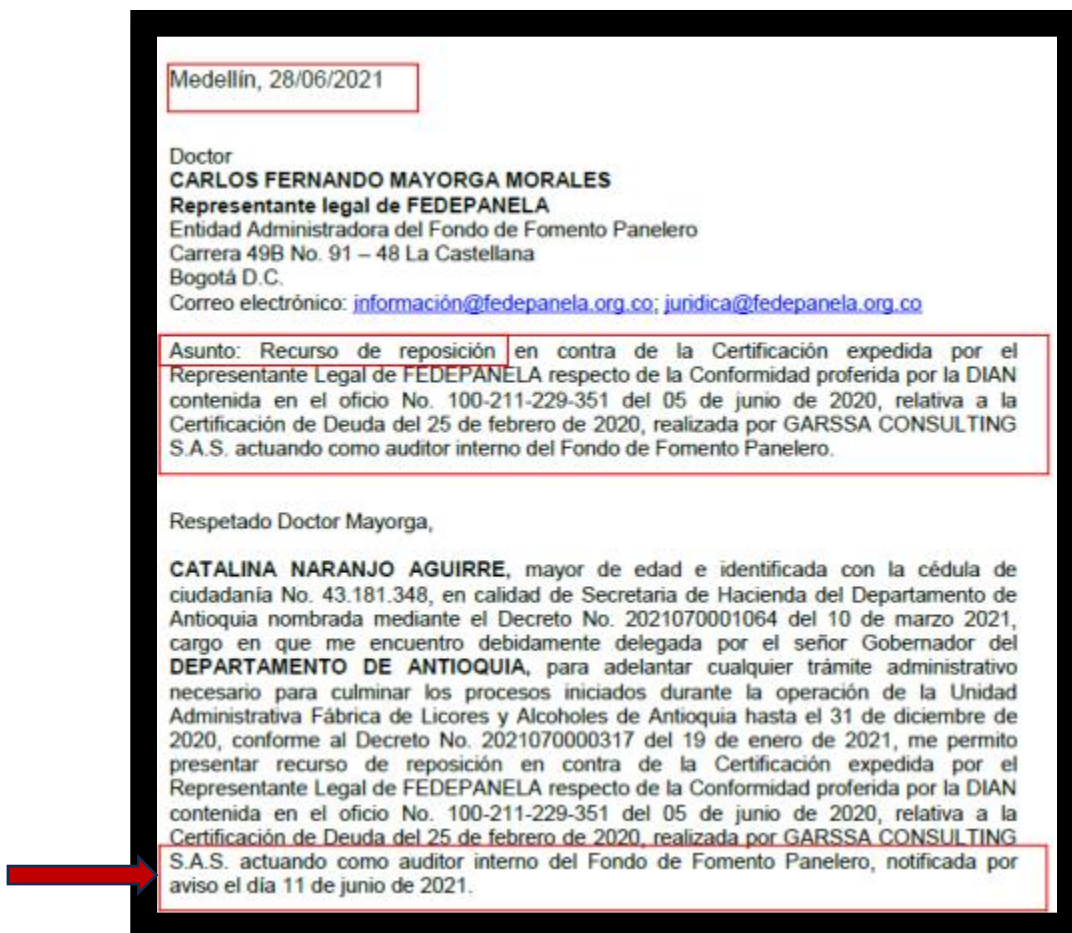 Medellín, 28/06/2021
Doctor
CARLOS FERNANDO MAYORGA MORALES
Representante legal de FEDEPANELA
Entidad Administradora del Fondo de Fomento Panelero
Carrera 49B No. 91 – 48 La Castellana
Bogotá D.C.
Correo electrónico: información@fedepanela.org.co; juridica@fedepanela.org.co
Asunto: Recurso de reposición en contra de la Certificación expedida por el
Representante Legal de FEDEPANELA respecto de la Conformidad proferida por la DIAN
contenida en el oficio No. 100-211-229-351 del 05 de junio de 2020, relativa a la
Certificación de Deuda del 25 de febrero de 2020, realizada por GARSSA CONSULTING
S.A.S. actuando como auditor interno del Fondo de Fomento Panelero.
Respetado Doctor Mayorga,
CATALINA NARANJO AGUIRRE, mayor de edad e identificada con la cédula de
ciudadanía No. 43.181.348, en calidad de Secretaria de Hacienda del Departamento de
Antioquia nombrada mediante el Decreto No. 2021070001064 del 10 de marzo 2021,
cargo en que me encuentro debidamente delegada por el señor Gobernador del
DEPARTAMENTO DE ANTIOQUIA, para adelantar cualquier trámite administrativo
necesario para culminar los procesos iniciados durante la operación de la Unidad
Administrativa Fábrica de Licores y Alcoholes de Antioquia hasta el 31 de diciembre de
2020, conforme al Decreto No. 2021070000317 del 19 de enero de 2021, me permito
presentar recurso de reposición en contra de la Certificación expedida por el
Representante Legal de FEDEPANELA respecto de la Conformidad proferida por la DIAN
contenida en el oficio No. 100-211-229-351 del 05 de junio de 2020, relativa a la
Certificación de Deuda del 25 de febrero de 2020, realizada por GARSSA CONSULTING
S.A.S. actuando como auditor interno del Fondo de Fomento Panelero, notificada por
aviso el día 11 de junio de 2021.